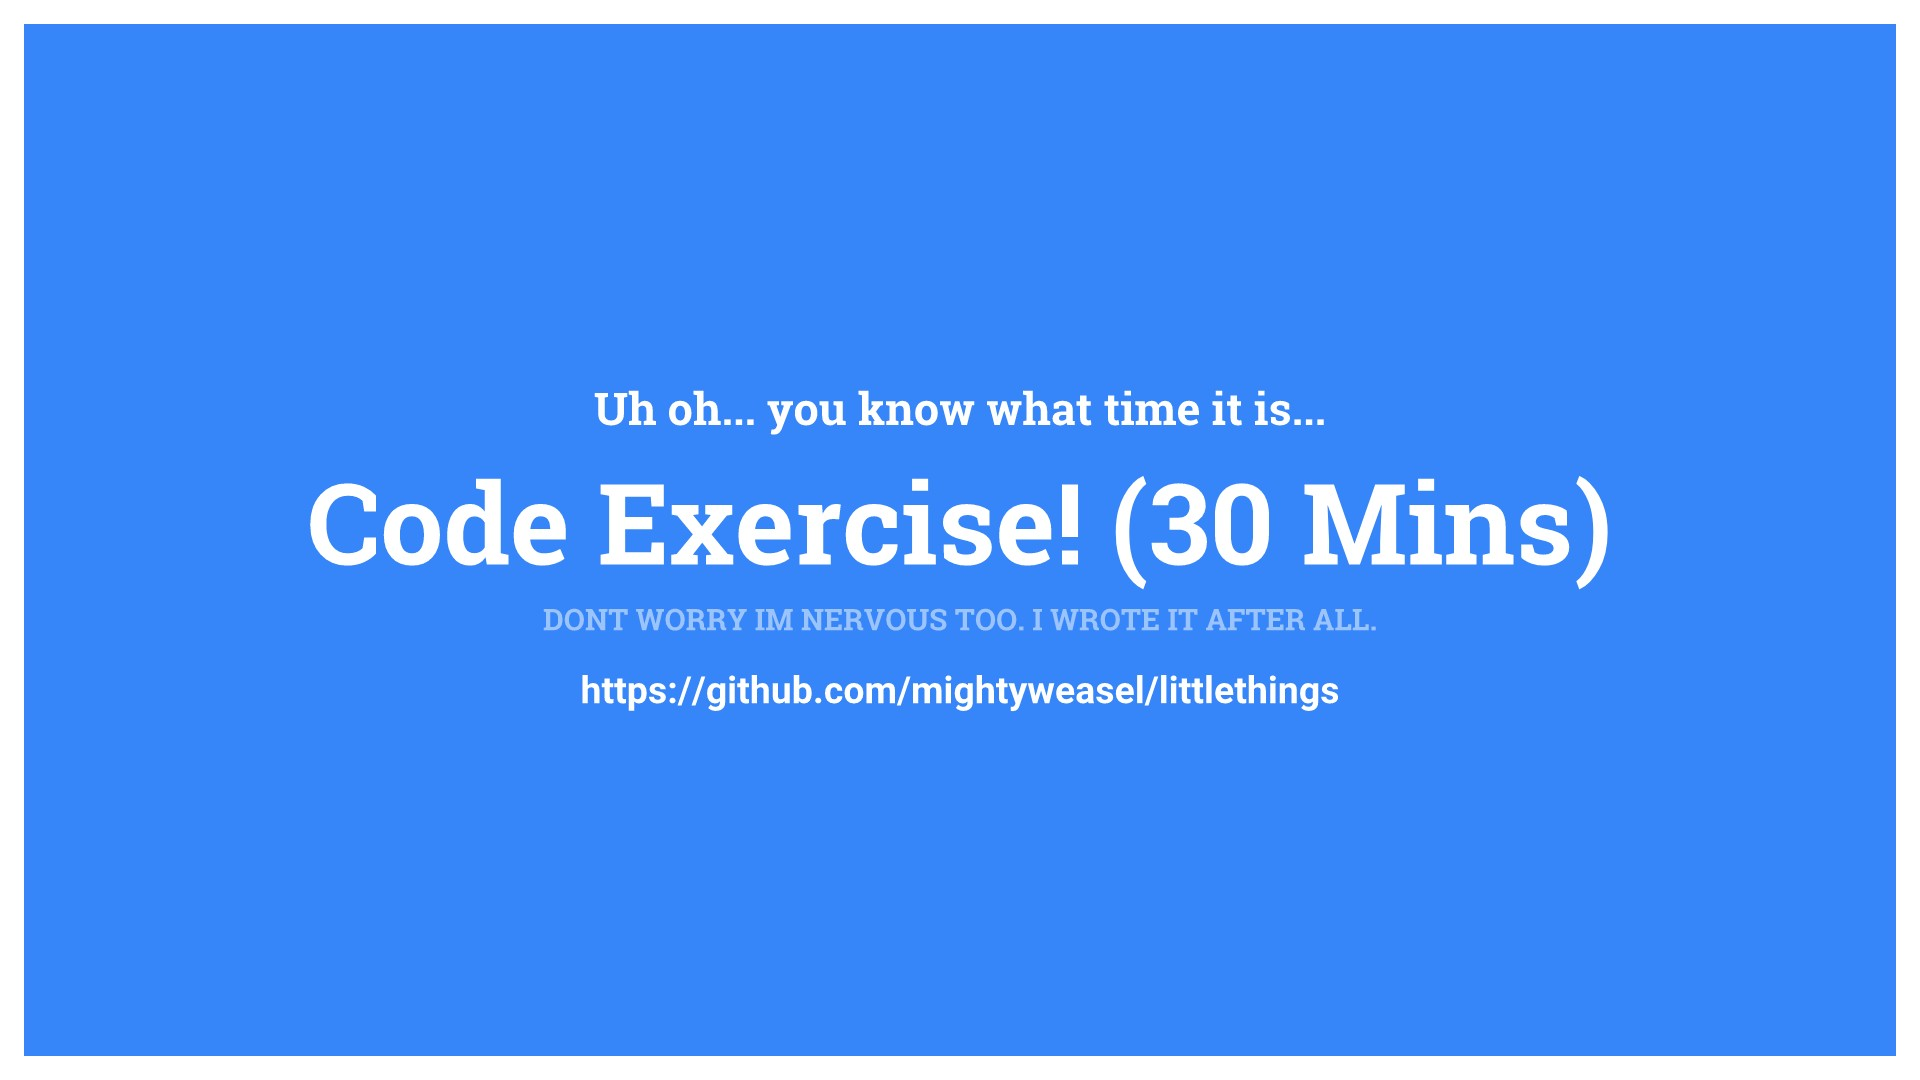 Uh oh... you know what time it is...
Code Exercise! (30 Mins)
DONT WORRY IM NERVOUS TOO. I WROTE IT AFTER ALL.
https://github.com/mightyweasel/littlethings